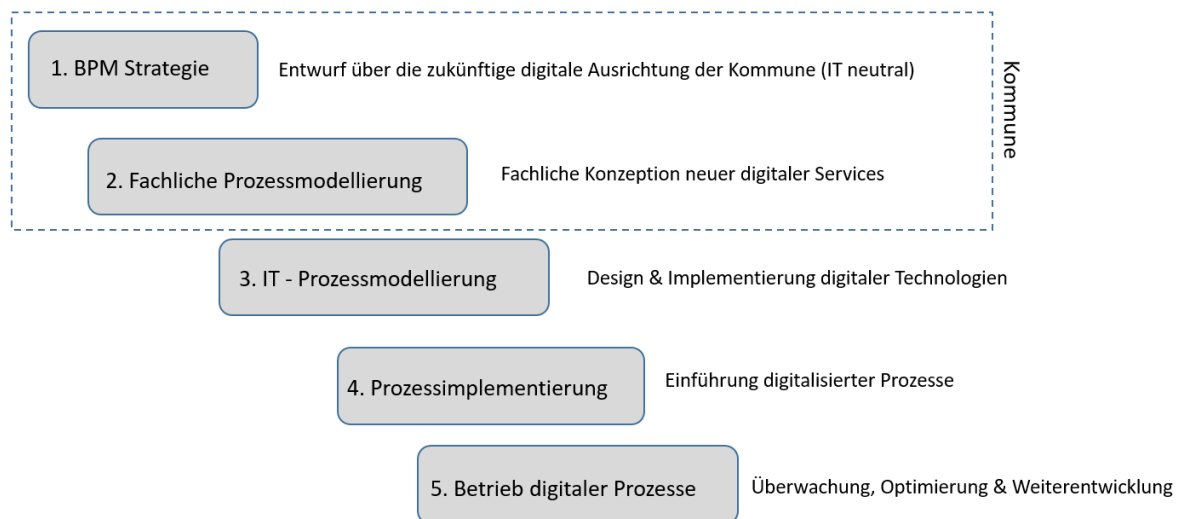 1. BPM Strategie
Entwurf über die zukünftige digitale Ausrichtung der Kommune (IT neutral)
Kommune
2. Fachliche Prozessmodellierung
Fachliche Konzeption neuer digitaler Services
3. IT - Prozessmodellierung
Design & Implementierung digitaler Technologien
4. Prozessimplementierung
Einführung digitalisierter Prozesse
5. Betrieb digitaler Prozesse
Überwachung, Optimierung & Weiterentwicklung